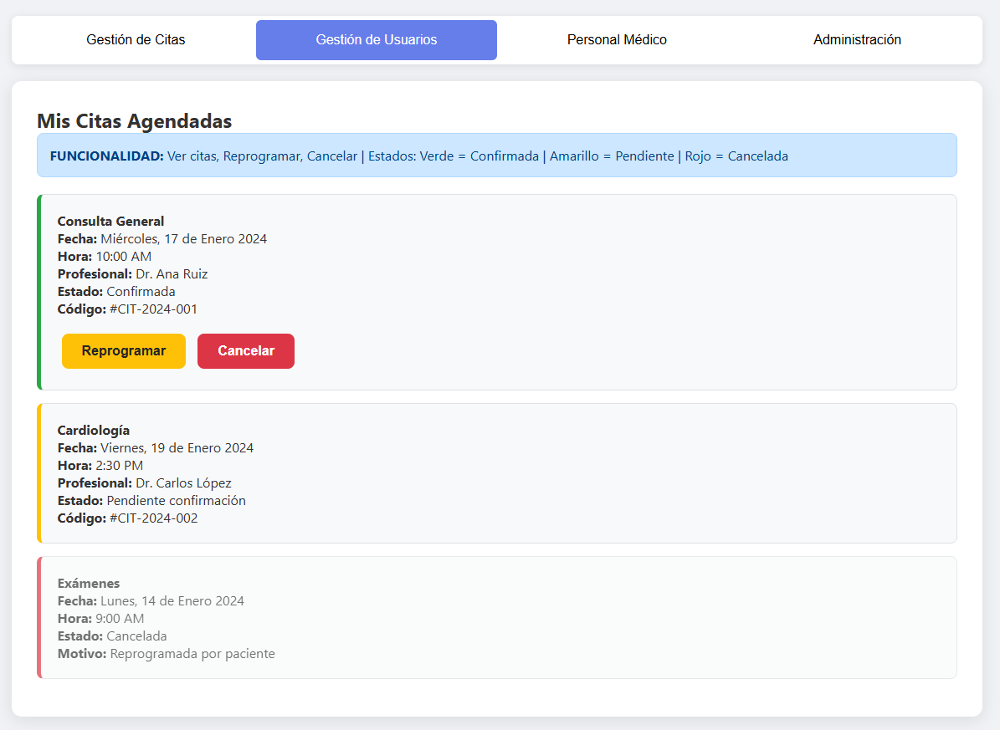 Gestión de Citas
Gestión de Usuarios
Personal Médico
Administración
Mis Citas Agendadas
FUNCIONALIDAD: Ver citas, Reprogramar, Cancelar | Estados: Verde = Confirmada | Amarillo = Pendiente | Rojo = Cancelada
Consulta General
Fecha: Miércoles, 17 de Enero 2024
Hora: 10:00 AM
Profesional: Dr. Ana Ruiz
Estado: Confirmada
Código: #CIT-2024-001
Reprogramar
Cancelar
Cardiología
Fecha: Viernes, 19 de Enero 2024
Hora: 2:30 PM
Profesional: Dr. Carlos López
Estado: Pendiente confirmación
Código: #CIT-2024-002
Exámenes
Fecha: Lunes, 14 de Enero 2024
Hora: 9:00 AM
Estado: Cancelada
Motivo: Reprogramada por paciente